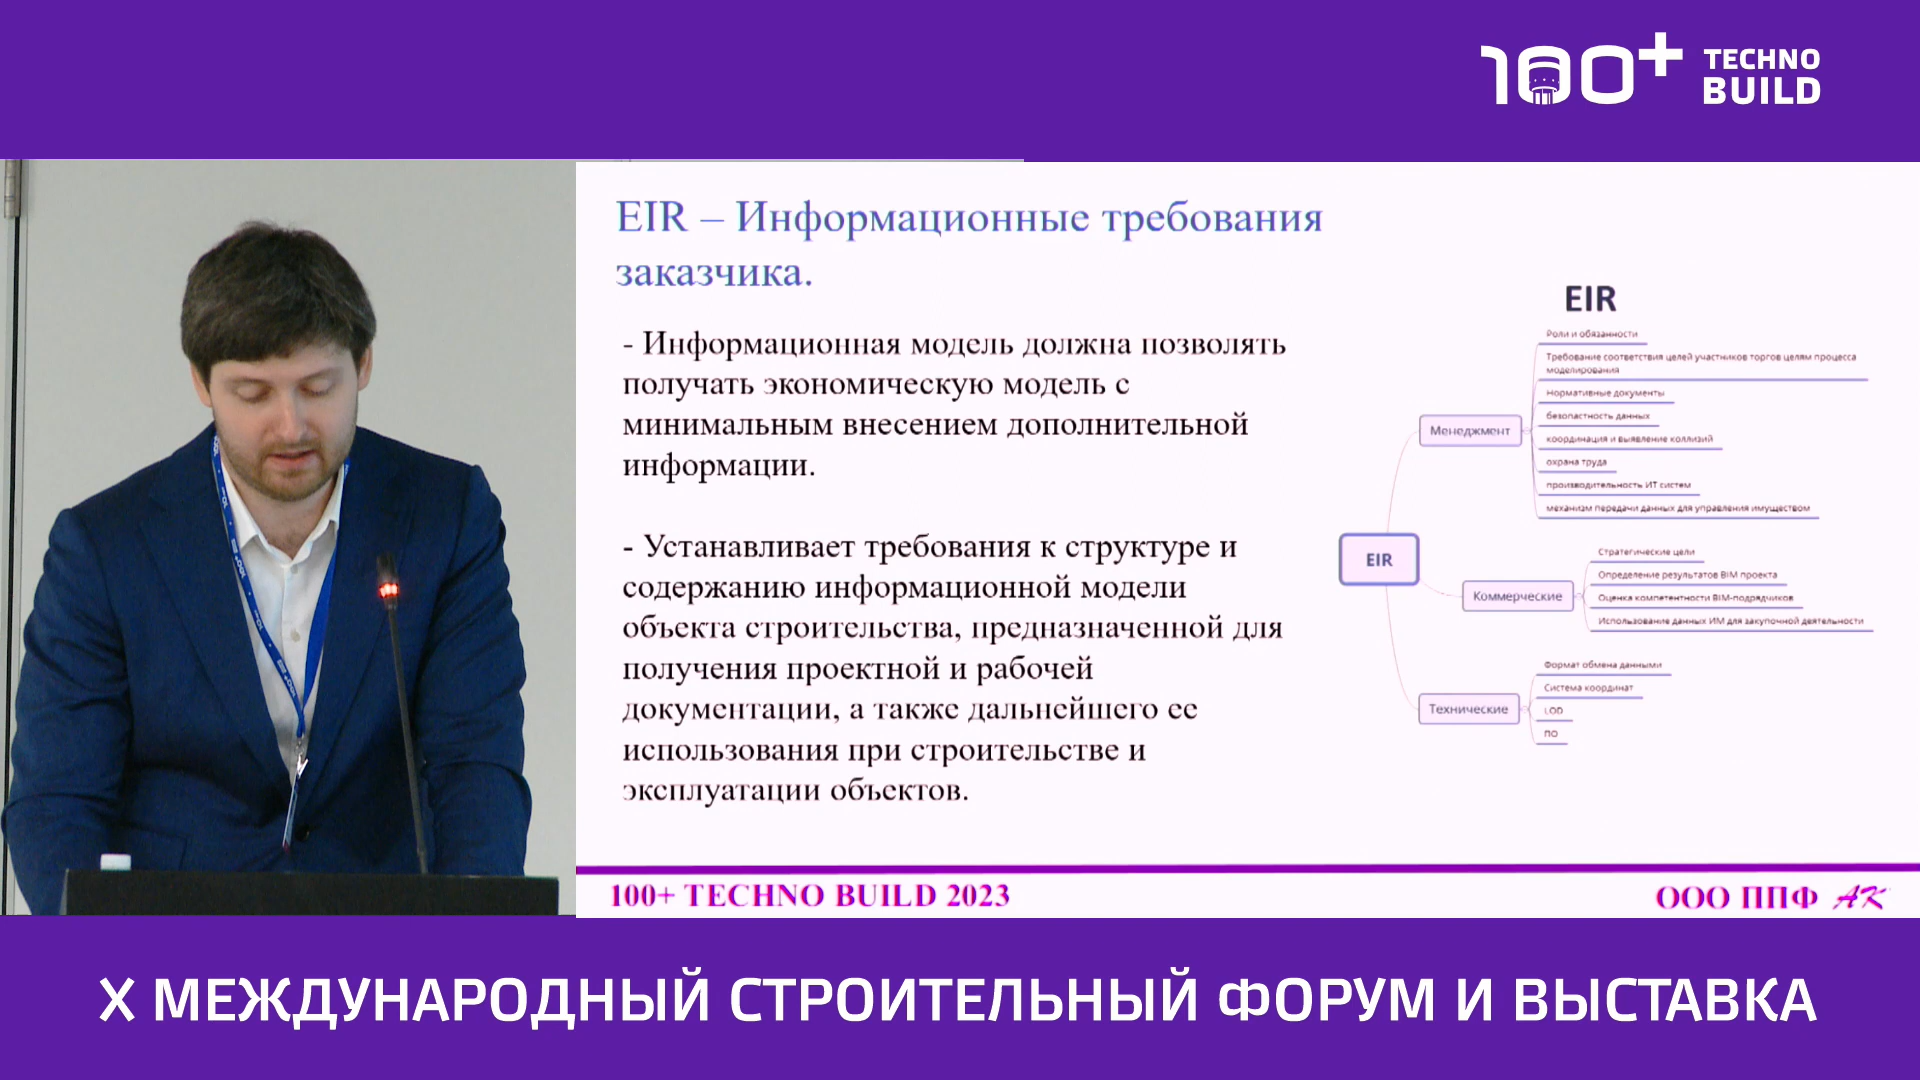 100+ TECHNO
BUILD
EIR – Информационные требования
заказчика.
- Информационная модель должна позволять
получать экономическую модель с
минимальным внесением дополнительной
информации.
- Устанавливает требования к структуре и
содержанию информационной модели
объекта строительства, предназначенной для
получения проектной и рабочей
документации, а также дальнейшего ее
использования при строительстве и
эксплуатации объектов.
EIR
Роли и обязанности
Требование соответствия целей участников торгов целям процесса
моделирования
Нормативные документы
безопастность данных
Менеджмент
координация и выявление коллизий
охрана труда
производительность ИТ систем
механизм передачи данных для управления имуществом
EIR
Стратегические цели
Определение результатов BIM проекта
Коммерческие
Оценка компетентности BIM-подрядчиков
Использование данных ИМ для закупочной деятельности
Формат обмена данными
Система координат
Технические
LOD
ПО
100+ TECHNO BUILD 2023
ООО ППФ АК
X МЕЖДУНАРОДНЫЙ СТРОИТЕЛЬНЫЙ ФОРУМ И ВЫСТАВКА